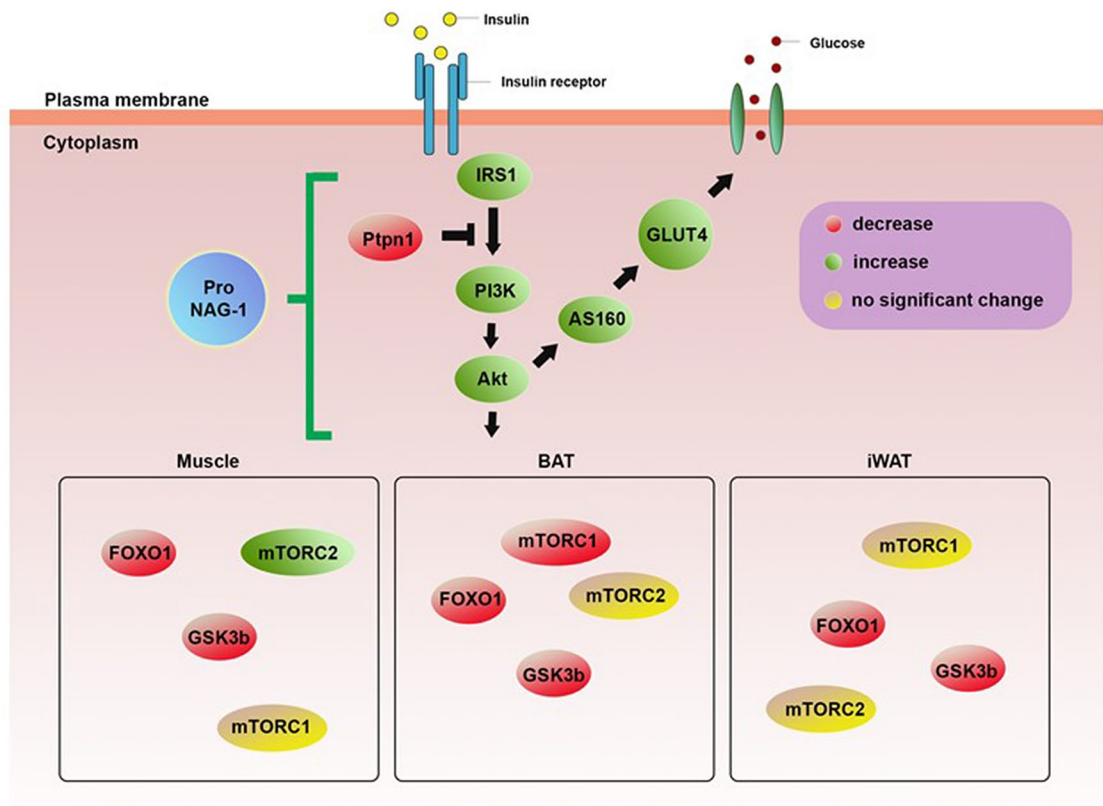 Insulin
Glucose
Insulin receptor
Plasma membrane
Cytoplasm
IRS1
Ptpn1
GLUT4
decrease
increase
no significant change
Pro
NAG-1
PI3K
AS160
Akt
Muscle
FOXO1
mTORC2
GSK3b
mTORC1
BAT
mTORC1
FOXO1
mTORC2
GSK3b
iWAT
mTORC1
FOXO1
GSK3b
mTORC2